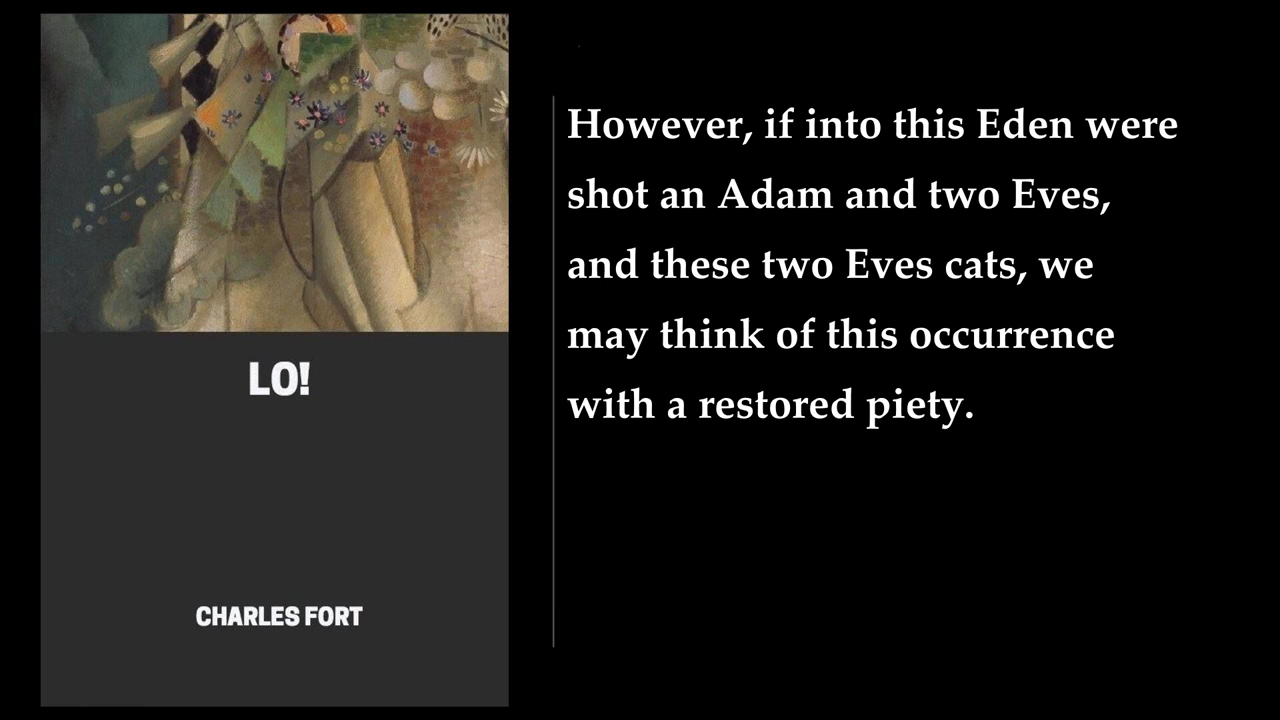 LO!
CHARLES FORT
However, if into this Eden were
shot an Adam and two Eves,
and these two Eves cats, we
may think of this occurrence
with a restored piety.